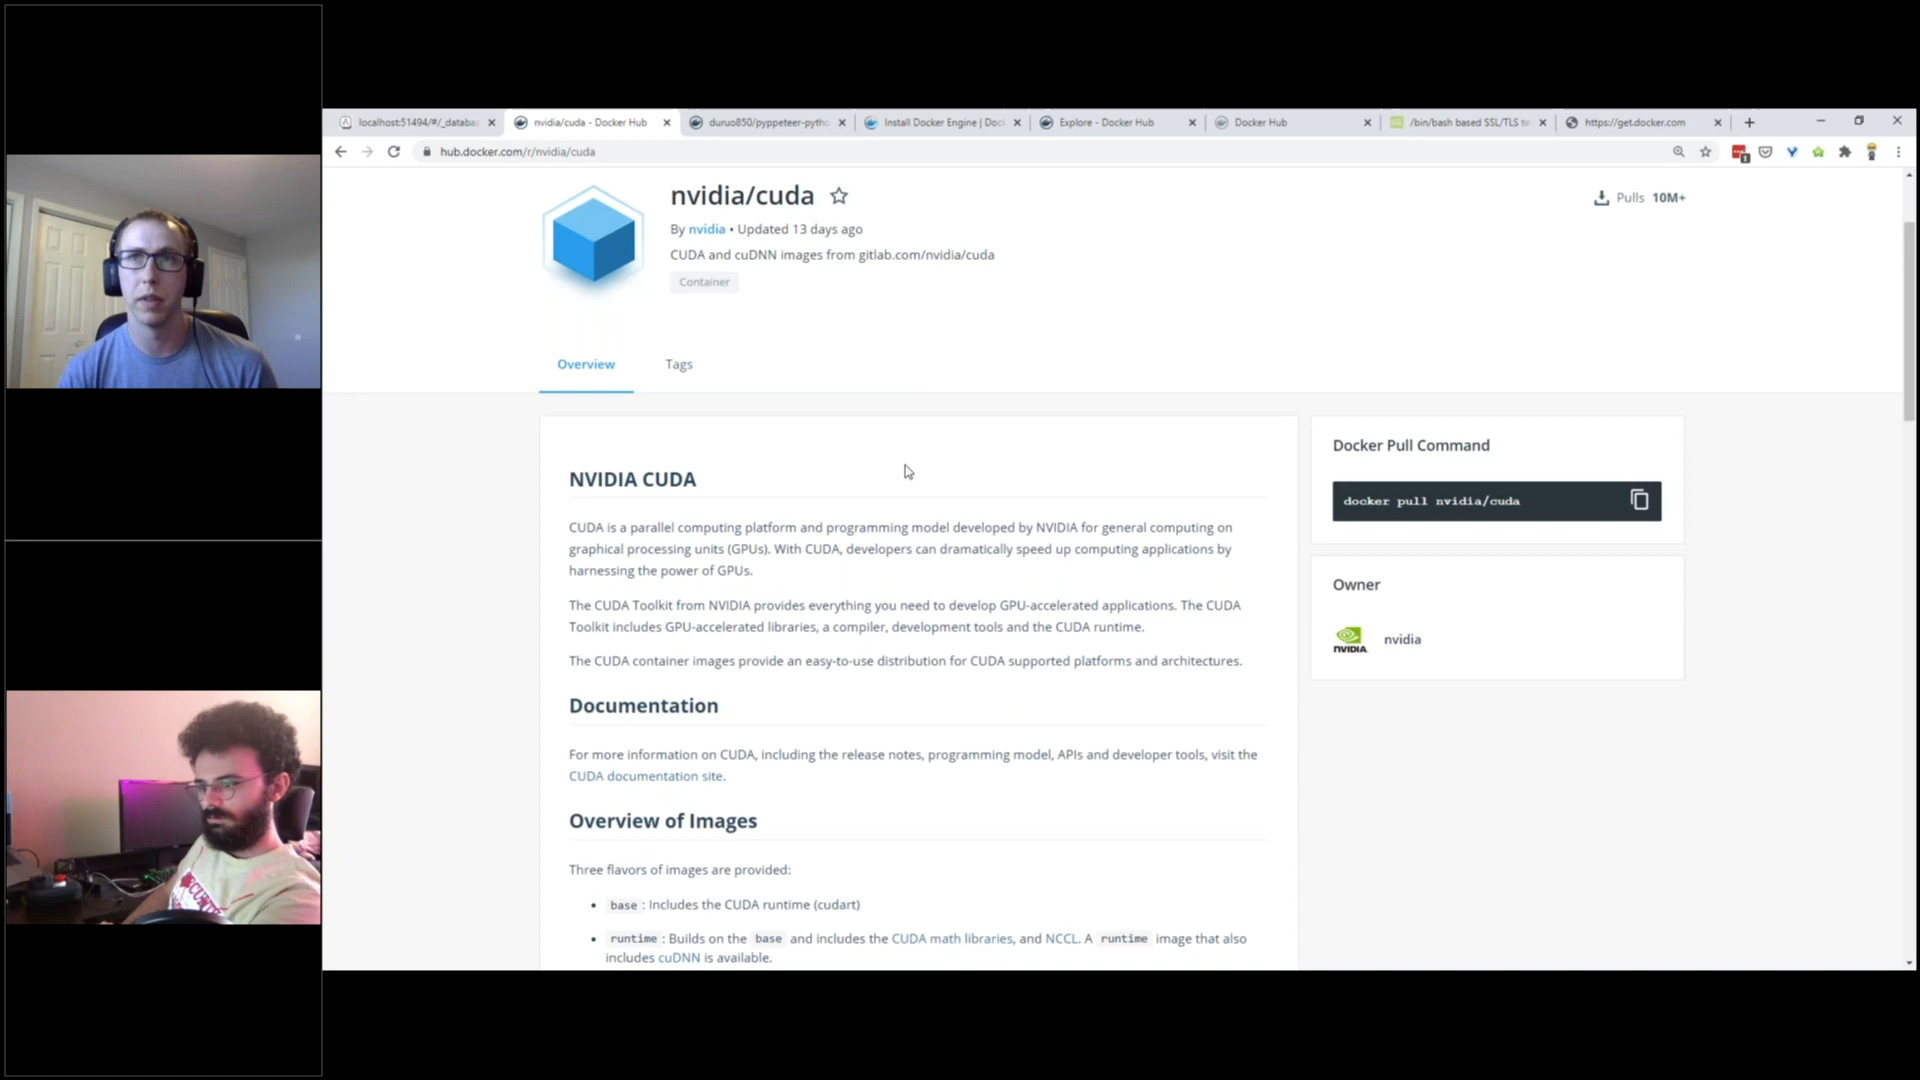 localhost:51494/#/_databa
nvidia/cuda - Docker Hub
duruo850/pyppeteer-pytho
Install Docker Engine | Doc
Explore - Docker Hub
Docker Hub
/bin/bash based SSL/TLS te
https://get.docker.com
hub.docker.com/r/nvidia/cuda
nvidia/cuda
Pulls 10M+
By nvidia • Updated 13 days ago
CUDA and cuDNN images from gitlab.com/nvidia/cuda
Container
Overview
Tags
NVIDIA CUDA
CUDA is a parallel computing platform and programming model developed by NVIDIA for general computing on
graphical processing units (GPUs). With CUDA, developers can dramatically speed up computing applications by
harnessing the power of GPUs.
The CUDA Toolkit from NVIDIA provides everything you need to develop GPU-accelerated applications. The CUDA
Toolkit includes GPU-accelerated libraries, a compiler, development tools and the CUDA runtime.
The CUDA container images provide an easy-to-use distribution for CUDA supported platforms and architectures.
Documentation
For more information on CUDA, including the release notes, programming model, APIs and developer tools, visit the
CUDA documentation site.
Overview of Images
Three flavors of images are provided:
• base : Includes the CUDA runtime (cudart)
• runtime : Builds on the base and includes the CUDA math libraries, and NCCL. A runtime image that also
includes cuDNN is available.
Docker Pull Command
docker pull nvidia/cuda
Owner
NVIDIA.
nvidia